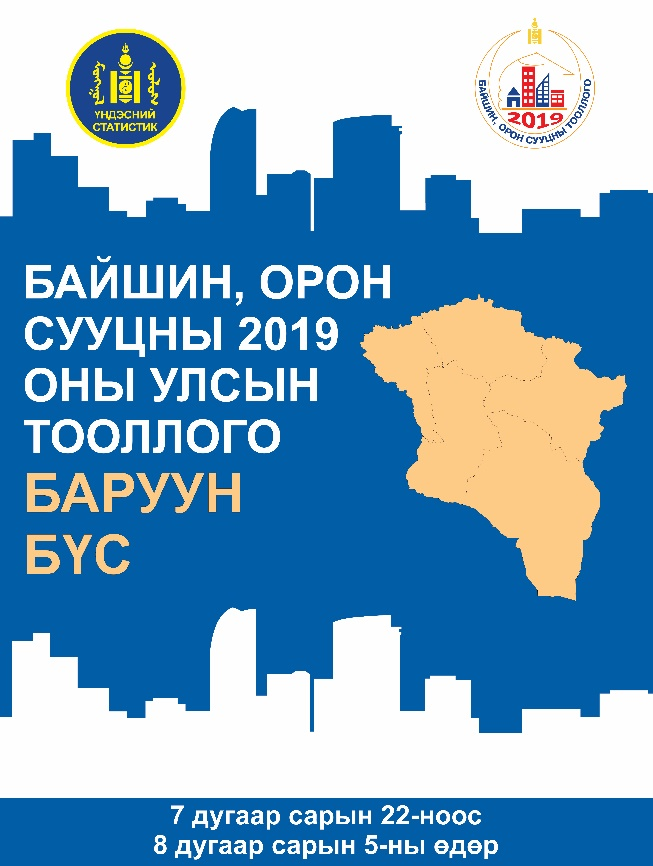 ҮНДЭСНИЙ
СТАТИСТИК
2019
БАЙШИН, ОРОН СУУЦНЫ ТООЛЛОГО
БАЙШИН, ОРОН
СУУЦНЫ 2019
ОНЫ УЛСЫН
ТООЛЛОГО
БАРУУН
БҮС
7 дугаар сарын 22-ноос
8 дугаар сарын 5-ны өдөр